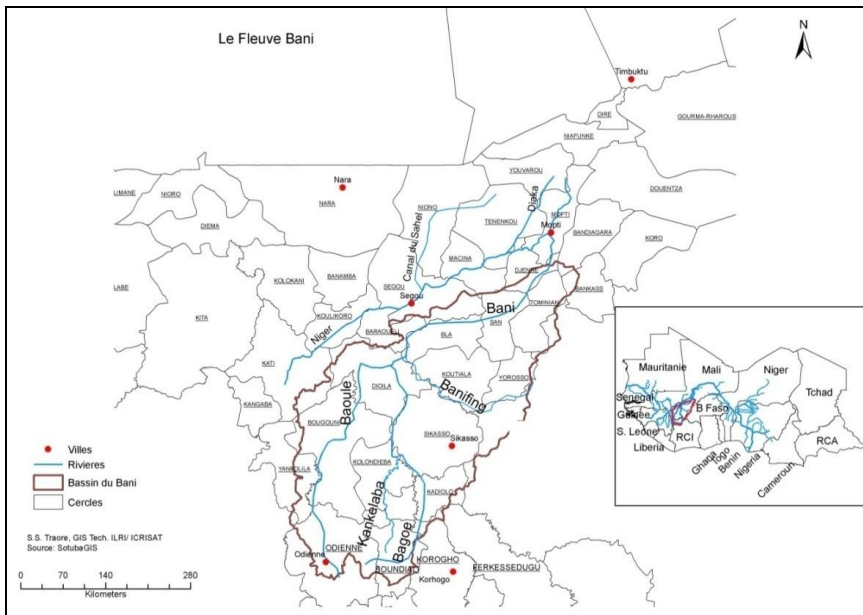 Le Fleuve Bani
N
Timbuktu
DIRE
GOURMA-RHAROUS
NIAFUNKE
YOUVAROU
DOUENTZA
Nara
LIMANE
NIORO
NARA
NIONO
Diaka
TENENKOU
MOPTI
Mopti
DIEMA
Canal du Sahel
BANDIAGARA
KORO
MACINA
DJENNE
KOLOKANI
BANAMBA
SEGOU
BANKASS
LABE
Segou
TOMINIAN
KITA
KOULIKORO
Bani
Niger
BARAOUELI
BLA
SAN
KATI
KOUTIALA
YOROSSO
DIOILA
Banifing
KANGABA
Baoule
BOUGOUNI
SIKASSO
Sikasso
YANFOLILA
KOLONDIEBA
KADIOLO
Kankelaba
Bagoe
ODIENNE
Odienne
KOROGHO
BOUNDIALI
FERKESSEDUGU
Korhogo
Villes
Rivieres
Bassin du Bani
Cercles
S.S. Traore, GIS Tech. ILRI/ ICRISAT
Source: SotubaGIS
0 70 140 280
Kilometers
Mauritanie
Mali
Niger
Tchad
Senegal
B Faso
Guinee
S. Leone
RCI
Liberia
Ghana
Togo
Benin
Nigeria
Cameroun
RCA